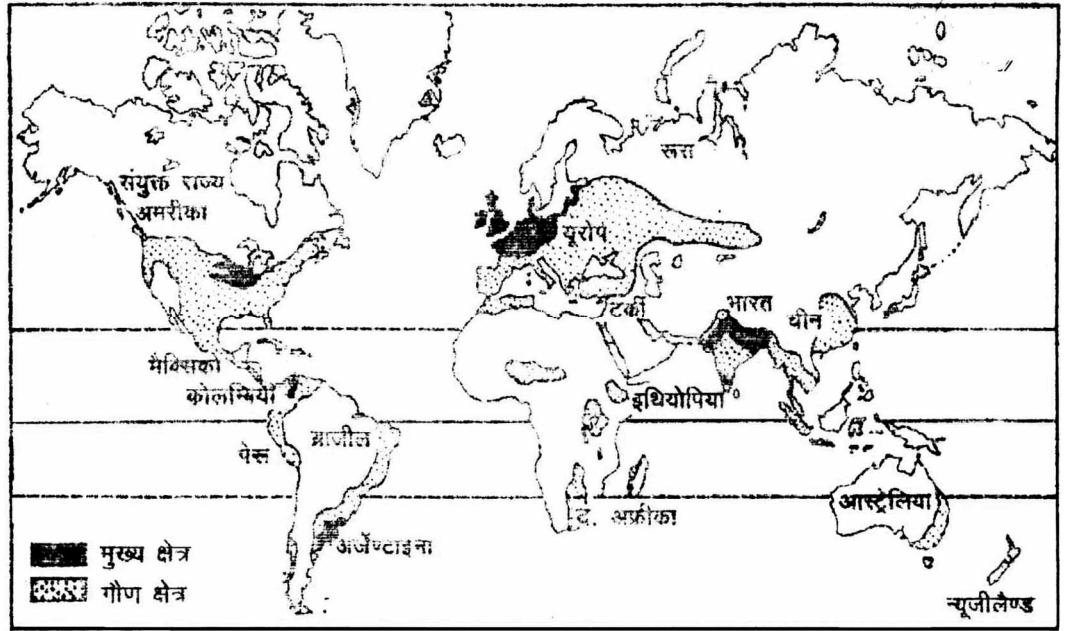 रूस
संयुक्त राज्य
अमरीका
यूरोप
टर्की
भारत
चीन
मैक्सिको
कोलम्बिया
इथियोपिया
ब्राजील
पेरू
आस्ट्रेलिया
द. अफ्रीका
अर्जेण्टाइना
मुख्य क्षेत्र
गौण क्षेत्र
न्यूजीलैण्ड